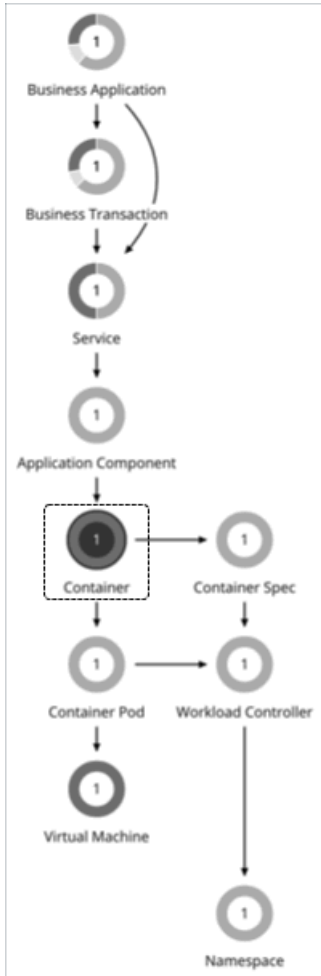 1
Business Application
1
Business Transaction
1
Service
1
Application Component
1 1
Container Container Spec
1 1
Container Pod Workload Controller
1
Virtual Machine
1
Namespace